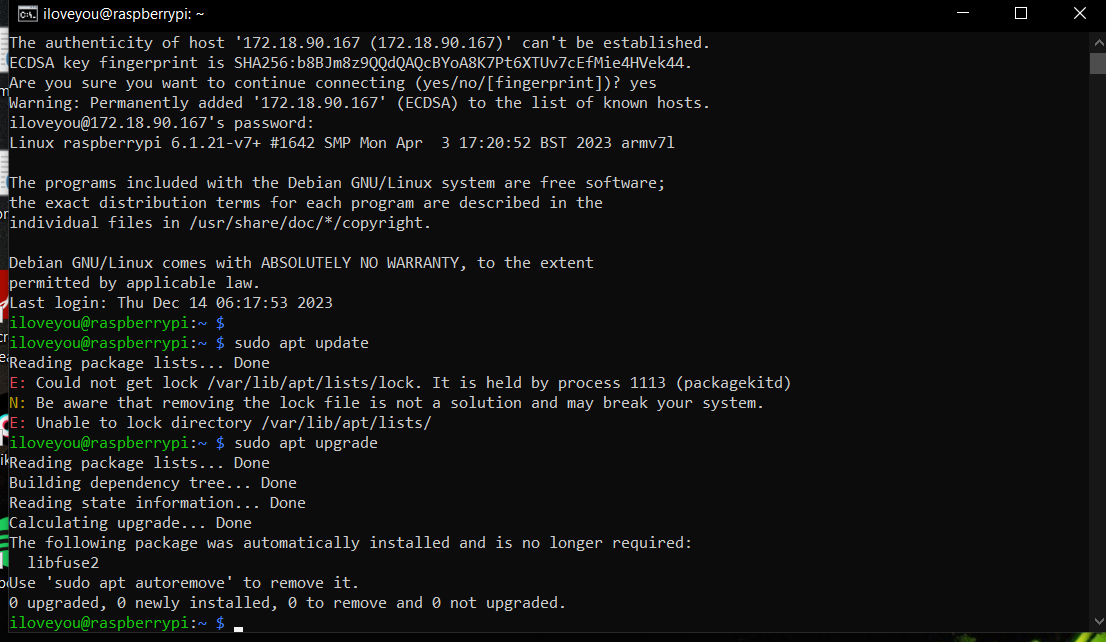 iloveyou@raspberrypi: ~
The authenticity of host '172.18.90.167 (172.18.90.167)' can't be established.
ECDSA key fingerprint is SHA256:b8BJm8z9QQdQAQcBYoA8K7Pt6XTUv7cEfMie4HVek44.
Are you sure you want to continue connecting (yes/no/[fingerprint])? yes
Warning: Permanently added '172.18.90.167' (ECDSA) to the list of known hosts.
iloveyou@172.18.90.167's password:
Linux raspberrypi 6.1.21-v7+ #1642 SMP Mon Apr  3 17:20:52 BST 2023 armv7l
The programs included with the Debian GNU/Linux system are free software;
the exact distribution terms for each program are described in the
individual files in /usr/share/doc/*/copyright.
Debian GNU/Linux comes with ABSOLUTELY NO WARRANTY, to the extent
permitted by applicable law.
Last login: Thu Dec 14 06:17:53 2023
iloveyou@raspberrypi:~ $
iloveyou@raspberrypi:~ $ sudo apt update
Reading package lists... Done
E: Could not get lock /var/lib/apt/lists/lock. It is held by process 1113 (packagekitd)
N: Be aware that removing the lock file is not a solution and may break your system.
E: Unable to lock directory /var/lib/apt/lists/
iloveyou@raspberrypi:~ $ sudo apt upgrade
Reading package lists... Done
Building dependency tree... Done
Reading state information... Done
Calculating upgrade... Done
The following package was automatically installed and is no longer required:
  libfuse2
Use 'sudo apt autoremove' to remove it.
0 upgraded, 0 newly installed, 0 to remove and 0 not upgraded.
iloveyou@raspberrypi:~ $